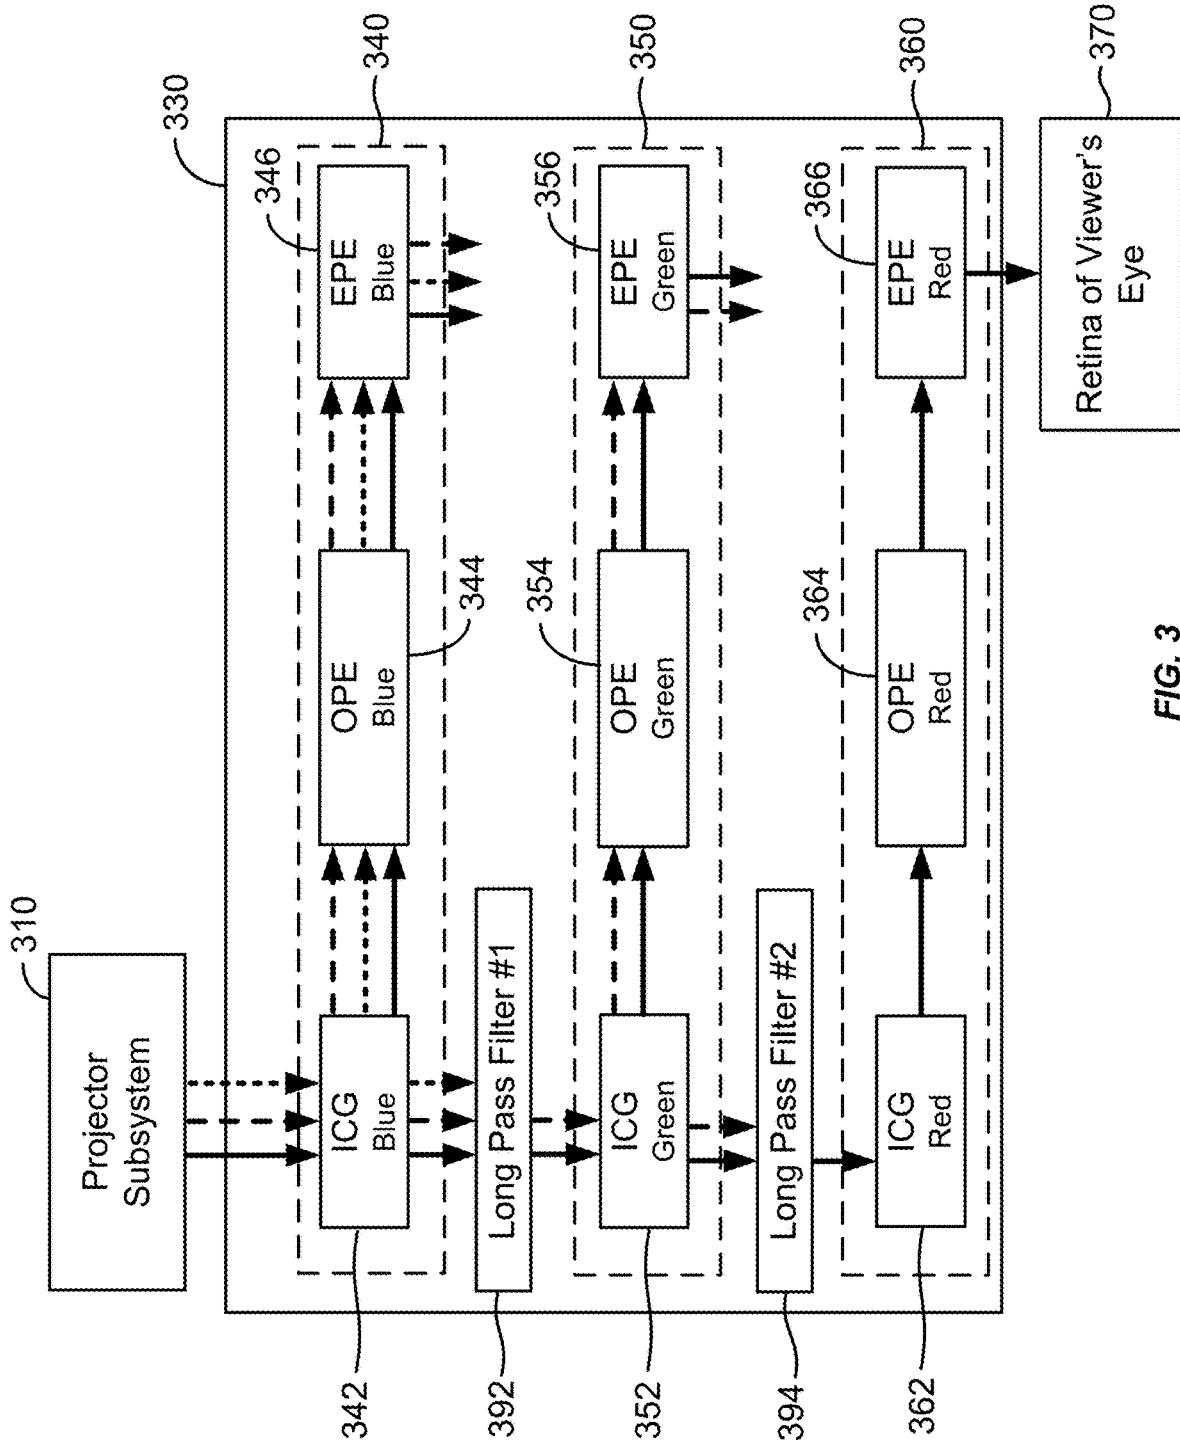 310
Projector
Subsystem
330
340
342
ICG
Blue
344
OPE
Blue
346
EPE
Blue
392
Long Pass Filter #1
350
352
ICG
Green
354
OPE
Green
356
EPE
Green
394
Long Pass Filter #2
360
362
ICG
Red
364
OPE
Red
366
EPE
Red
370
Retina of Viewer's
Eye
FIG. 3